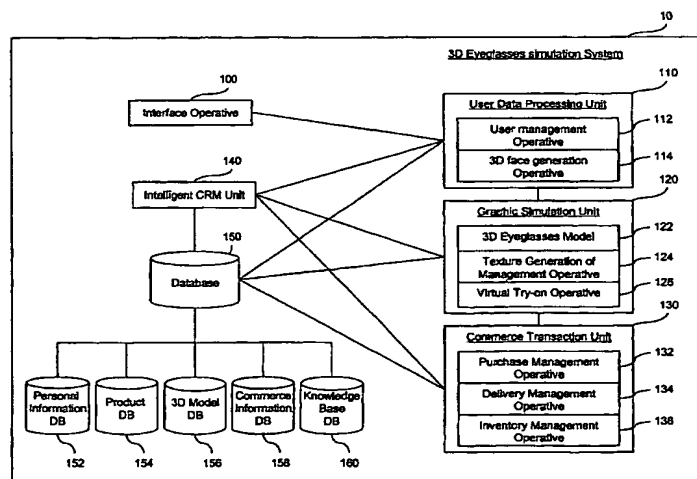 10
3D Eyeglasses simulation System
100
Interface Operative
110
User Data Processing Unit
User management
Operative
112
3D face generation
Operative
114
140
Intelligent CRM Unit
120
Graphic Simulation Unit
3D Eyeglasses Model
122
Texture Generation of
Management Operative
124
Virtual Try-on Operative
126
150
Database
130
Commerce Transaction Unit
Purchase Management
Operative
132
Delivery Management
Operative
134
Inventory Management
Operative
136
Personal
Information
DB
Product
DB
3D Model
DB
Commerce
Information
DB
Knowledge
Base
DB
152
154
156
158
160